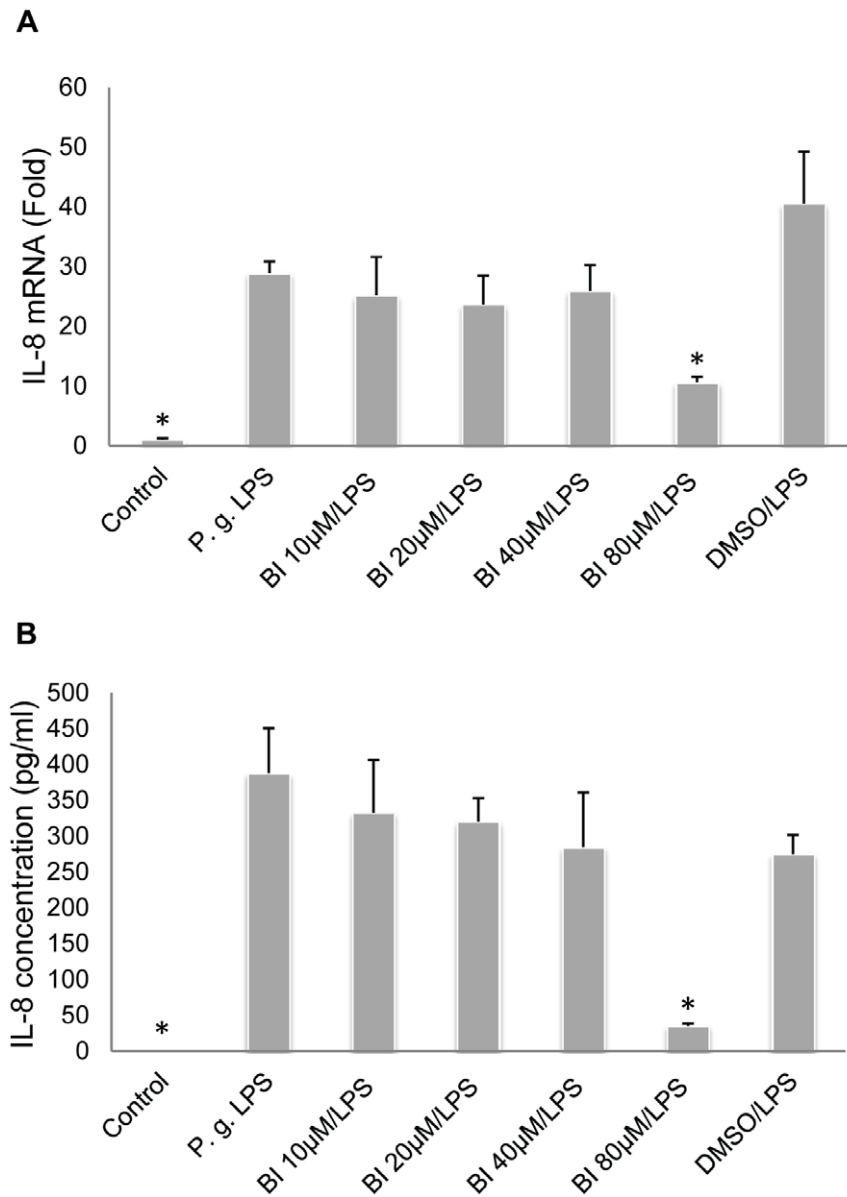 A
IL-8 mRNA (Fold)
60
50
40
30
20
10
0
*
*
Control
P. g. LPS
BI 10µM/LPS
BI 20µM/LPS
BI 40µM/LPS
BI 80µM/LPS
DMSO/LPS
B
IL-8 concentration (pg/ml)
500
450
400
350
300
250
200
150
100
50
0
*
*
Control
P. g. LPS
BI 10µM/LPS
BI 20µM/LPS
BI 40µM/LPS
BI 80µM/LPS
DMSO/LPS